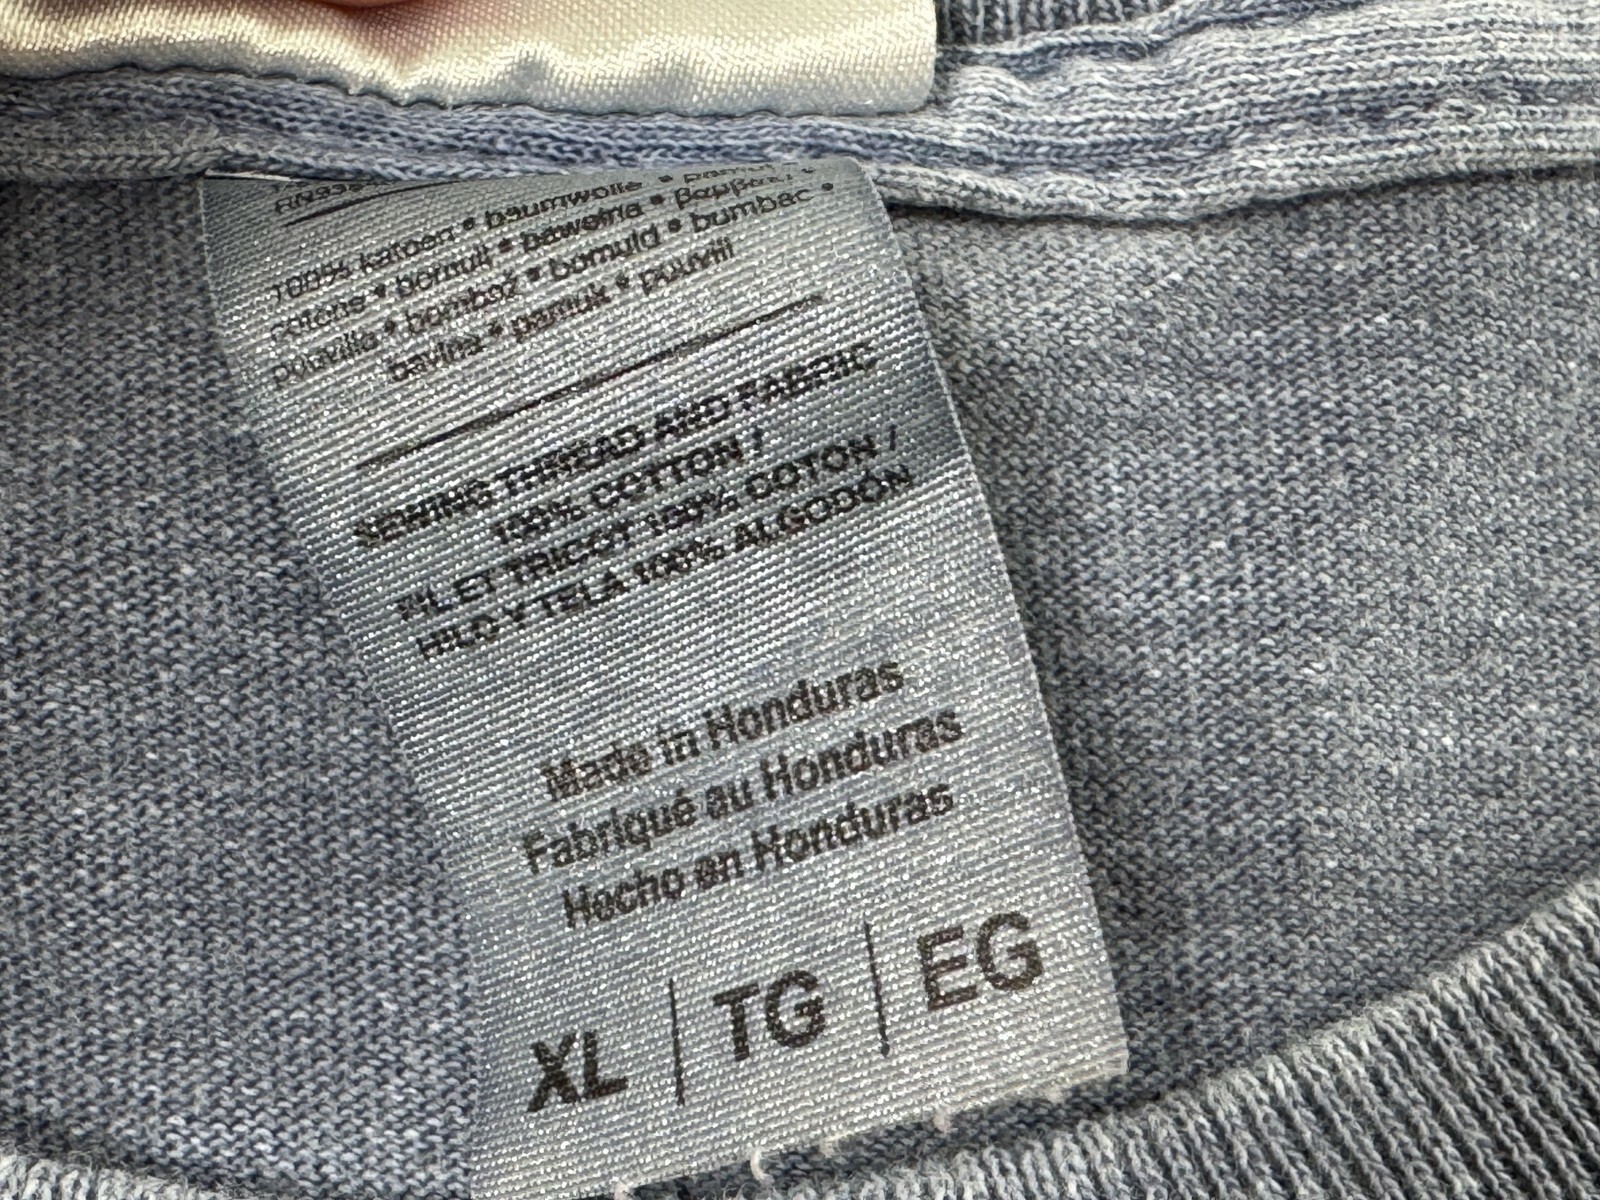 100% katoen • baumwolle •
cotone • bomull • bawełna •
pouvilla • bombaž • bomuld • bumbac •
bavlna • pamuk • pouvilli
SEWING THREAD AND FABRIC
100% COTTON /
FIL ET TRICOT 100% COTON /
HILO Y TELA 100% ALGODÓN
Made in Honduras
Fabriqué au Honduras
Hecho en Honduras
XL | TG | EG